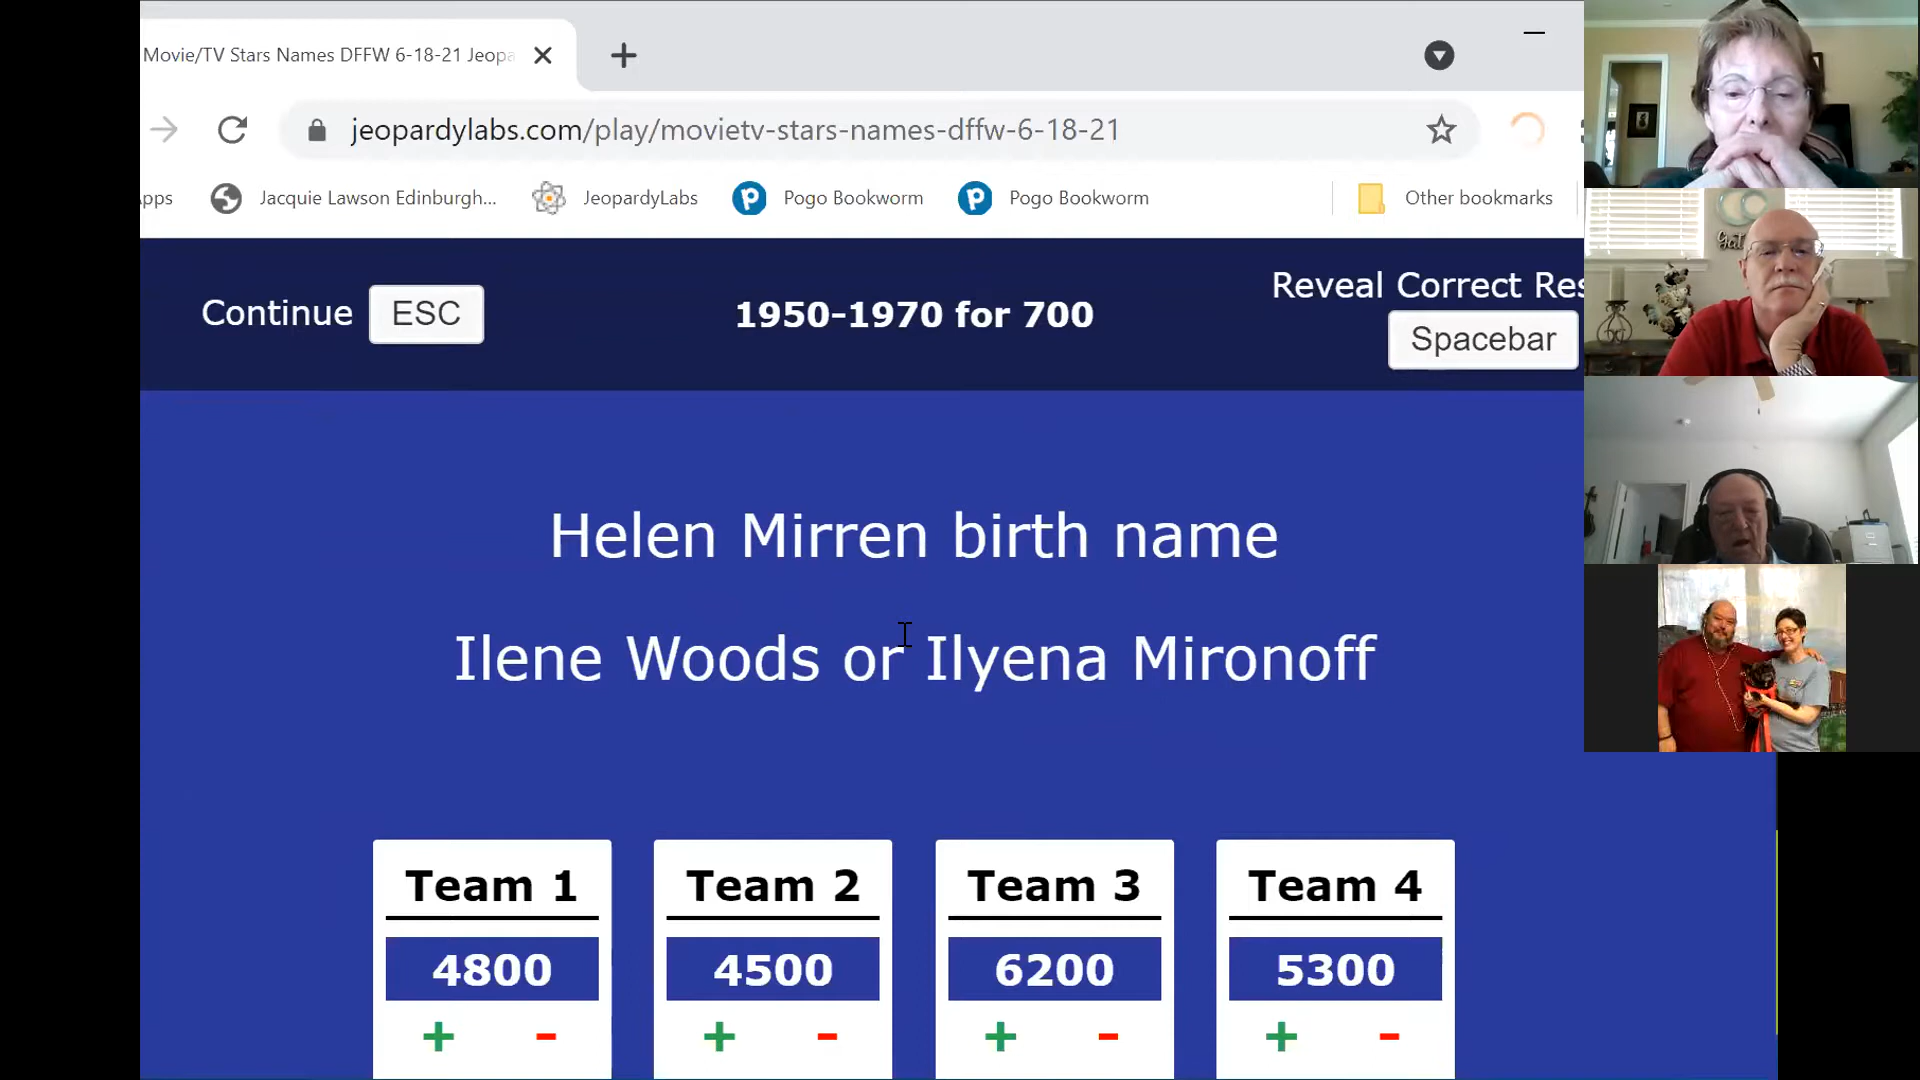 Movie/TV Stars Names DFFW 6-18-21 Jeopa
jeopardylabs.com/play/movietv-stars-names-dffw-6-18-21
pps
Jacquie Lawson Edinburgh...
JeopardyLabs
Pogo Bookworm
Pogo Bookworm
Other bookmarks
Continue ESC
1950-1970 for 700
Reveal Correct Res
Spacebar
Helen Mirren birth name
Ilene Woods or Ilyena Mironoff
Team 1
4800
+ -
Team 2
4500
+ -
Team 3
6200
+ -
Team 4
5300
+ -